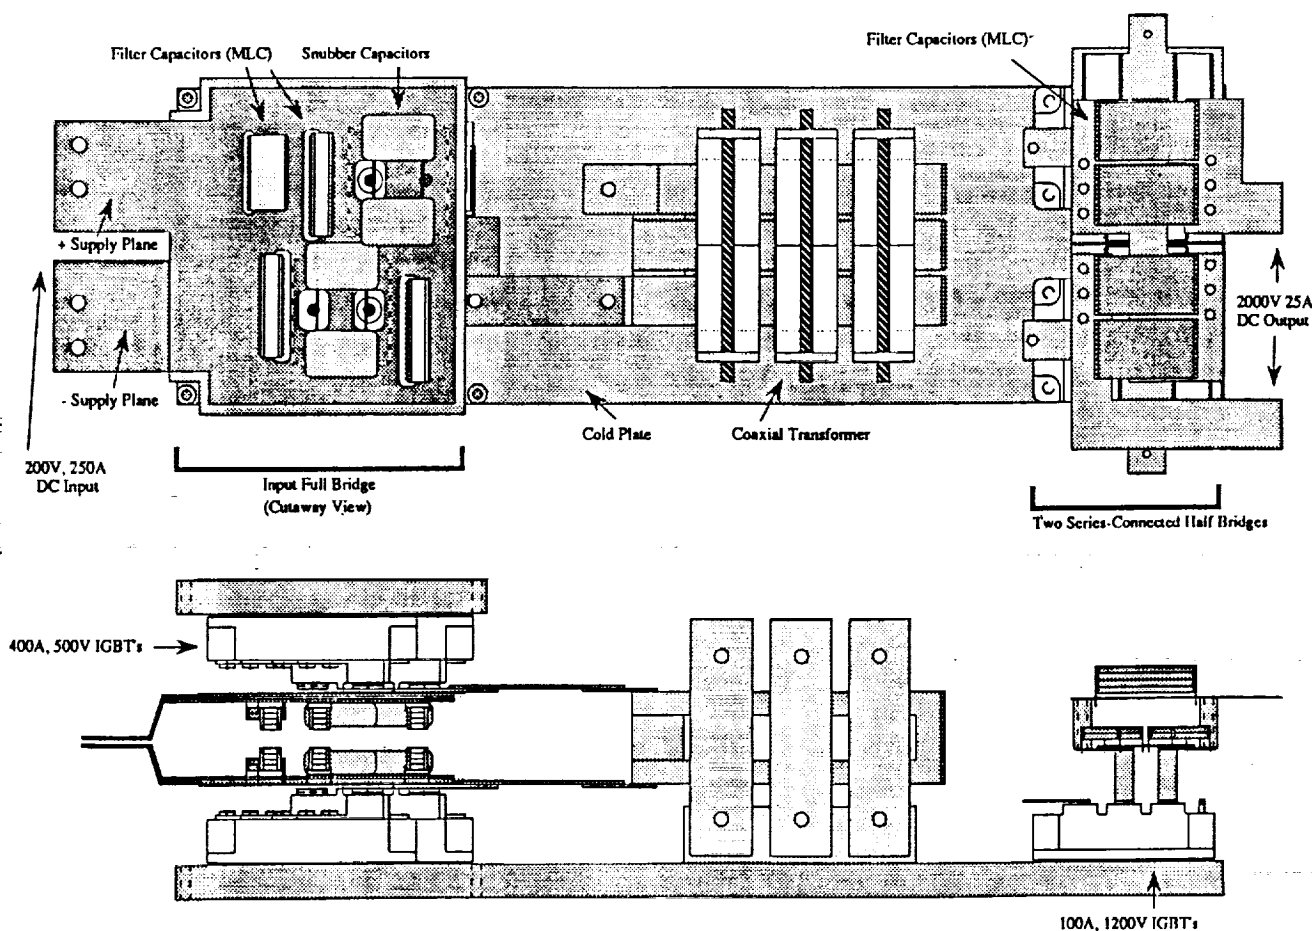 Filter Capacitors (MLC)
Snubber Capacitors
Filter Capacitors (MLC)
+ Supply Plane
2000V 25A
DC Output
- Supply Plane
Cold Plate
Coaxial Transformer
200V, 250A
DC Input
Input Full Bridge
(Cutaway View)
Two Series-Connected Half Bridges
400A, 500V IGBT's
100A, 1200V IGBT's